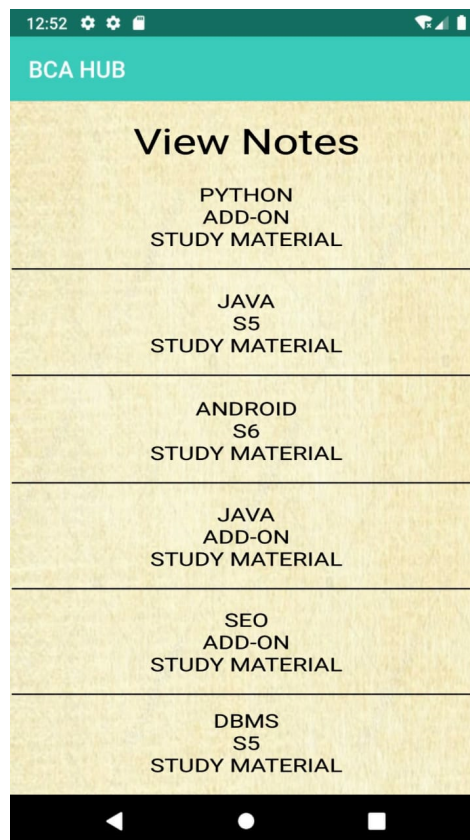 12:52
BCA HUB
View Notes
PYTHON
ADD-ON
STUDY MATERIAL
JAVA
S5
STUDY MATERIAL
ANDROID
S6
STUDY MATERIAL
JAVA
ADD-ON
STUDY MATERIAL
SEO
ADD-ON
STUDY MATERIAL
DBMS
S5
STUDY MATERIAL